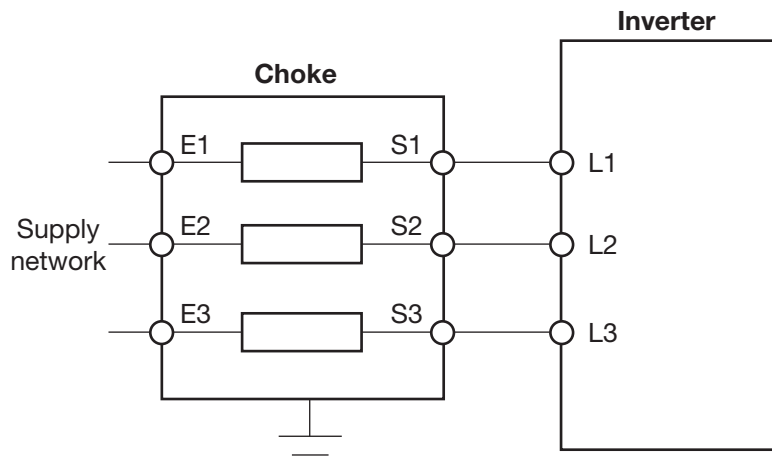 Inverter
Choke
E1 S1 L1
Supply
network
E2 S2 L2
E3 S3 L3